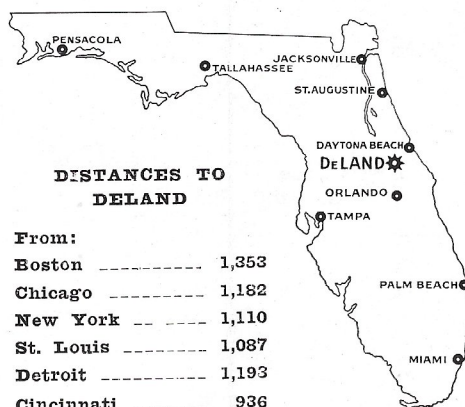 PENSACOLA
TALLAHASSEE
JACKSONVILLE
ST. AUGUSTINE
DAYTONA BEACH
DELAND
ORLANDO
TAMPA
PALM BEACH
MIAMI
DISTANCES TO
DELAND
From:
Boston ---------- 1,353
Chicago ---------- 1,182
New York -- ------ 1,110
St. Louis -------- 1,087
Detroit ---------- 1,193
Cincinnati 936